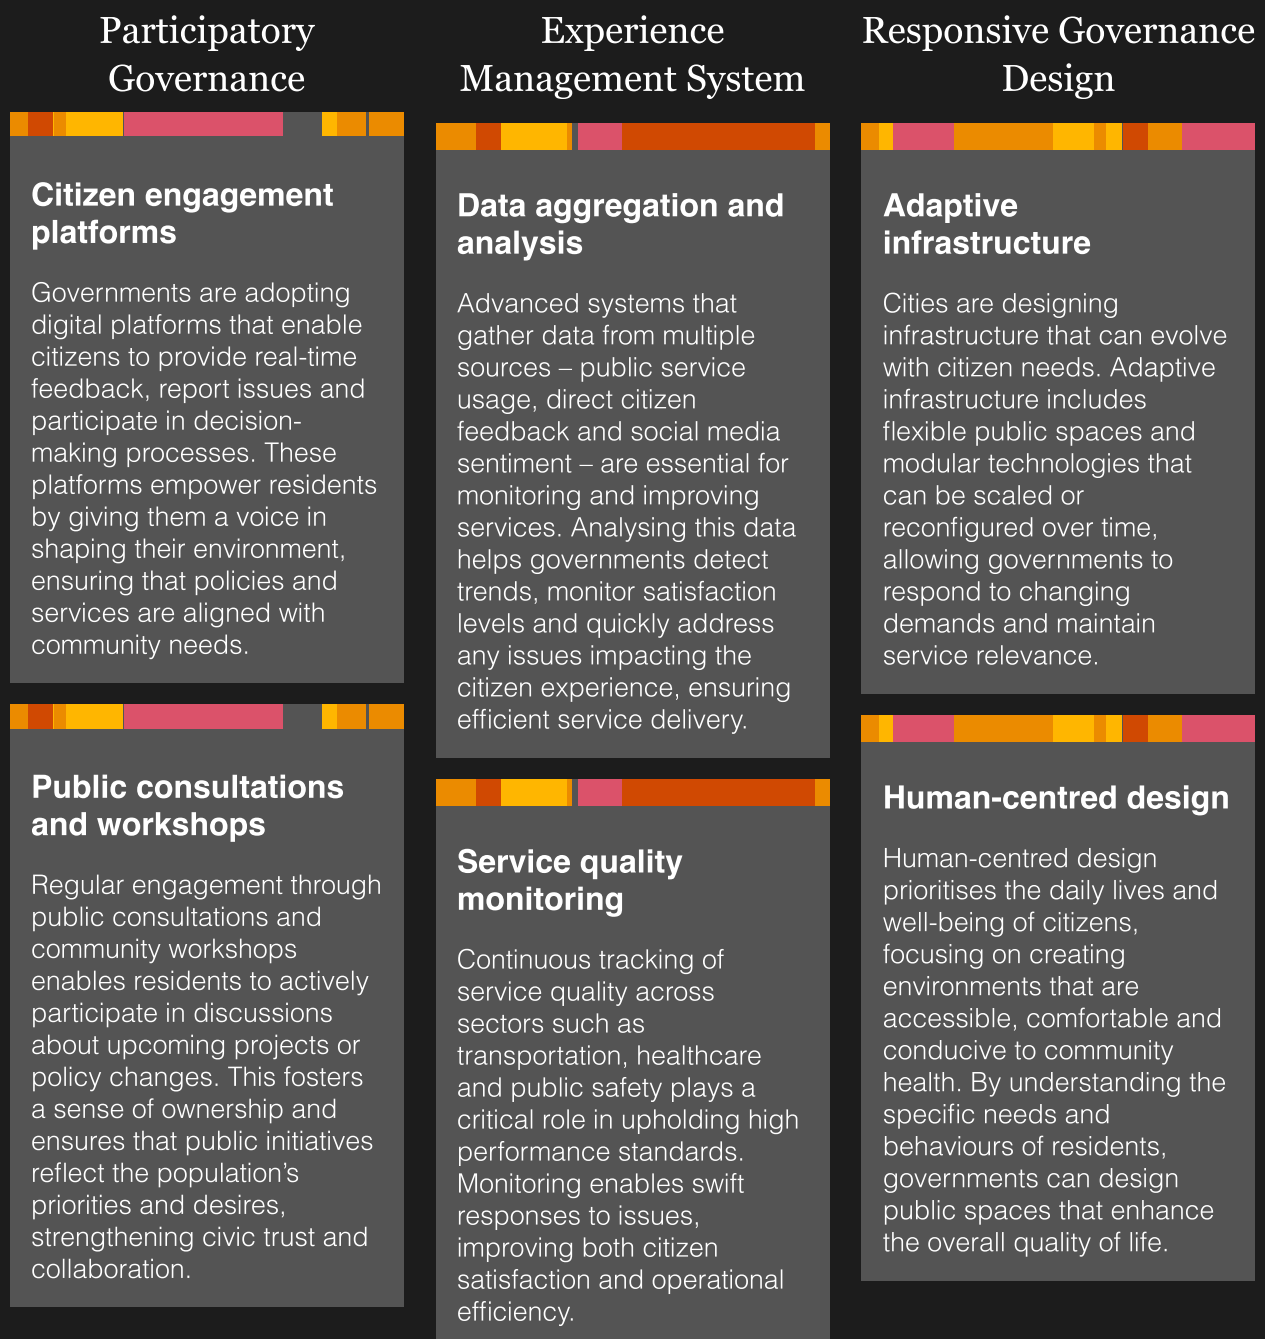 Participatory
Governance
Citizen engagement
platforms
Governments are adopting
digital platforms that enable
citizens to provide real-time
feedback, report issues and
participate in decision-
making processes. These
platforms empower residents
by giving them a voice in
shaping their environment,
ensuring that policies and
services are aligned with
community needs.
Public consultations
and workshops
Regular engagement through
public consultations and
community workshops
enables residents to actively
participate in discussions
about upcoming projects or
policy changes. This fosters
a sense of ownership and
ensures that public initiatives
reflect the population’s
priorities and desires,
strengthening civic trust and
collaboration.
Experience
Management System
Data aggregation and
analysis
Advanced systems that
gather data from multiple
sources – public service
usage, direct citizen
feedback and social media
sentiment – are essential for
monitoring and improving
services. Analysing this data
helps governments detect
trends, monitor satisfaction
levels and quickly address
any issues impacting the
citizen experience, ensuring
efficient service delivery.
Service quality
monitoring
Continuous tracking of
service quality across
sectors such as
transportation, healthcare
and public safety plays a
critical role in upholding high
performance standards.
Monitoring enables swift
responses to issues,
improving both citizen
satisfaction and operational
efficiency.
Responsive Governance
Design
Adaptive
infrastructure
Cities are designing
infrastructure that can evolve
with citizen needs. Adaptive
infrastructure includes
flexible public spaces and
modular technologies that
can be scaled or
reconfigured over time,
allowing governments to
respond to changing
demands and maintain
service relevance.
Human-centred design
Human-centred design
prioritises the daily lives and
well-being of citizens,
focusing on creating
environments that are
accessible, comfortable and
conducive to community
health. By understanding the
specific needs and
behaviours of residents,
governments can design
public spaces that enhance
the overall quality of life.